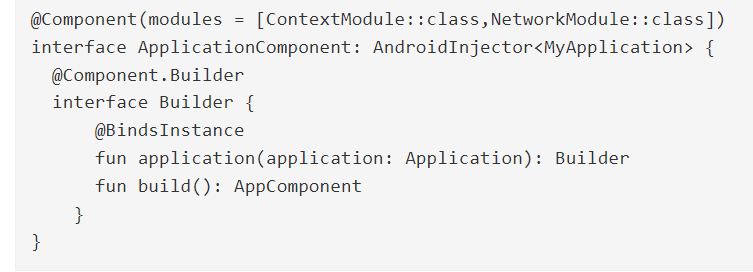 @Component(modules = [ContextModule::class,NetworkModule::class])
interface ApplicationComponent: AndroidInjector<MyApplication> {
  @Component.Builder
  interface Builder {
      @BindsInstance
      fun application(application: Application): Builder
      fun build(): AppComponent
    }
}